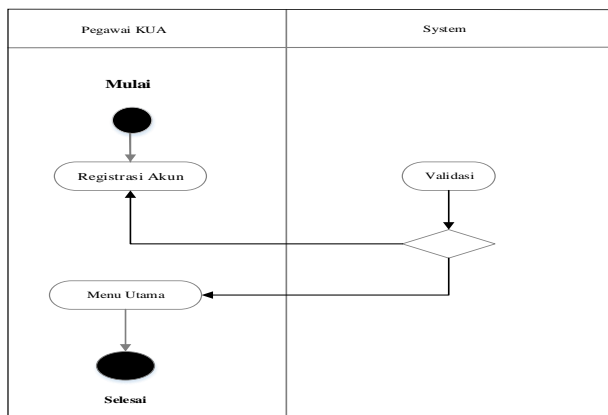 Pegawai KUA
System
Mulai
Registrasi Akun
Validasi
Menu Utama
Selesai